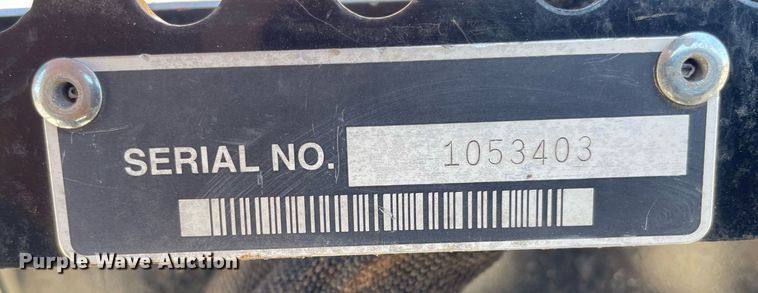 SERIAL NO. 1053403
Purple Wave Auction